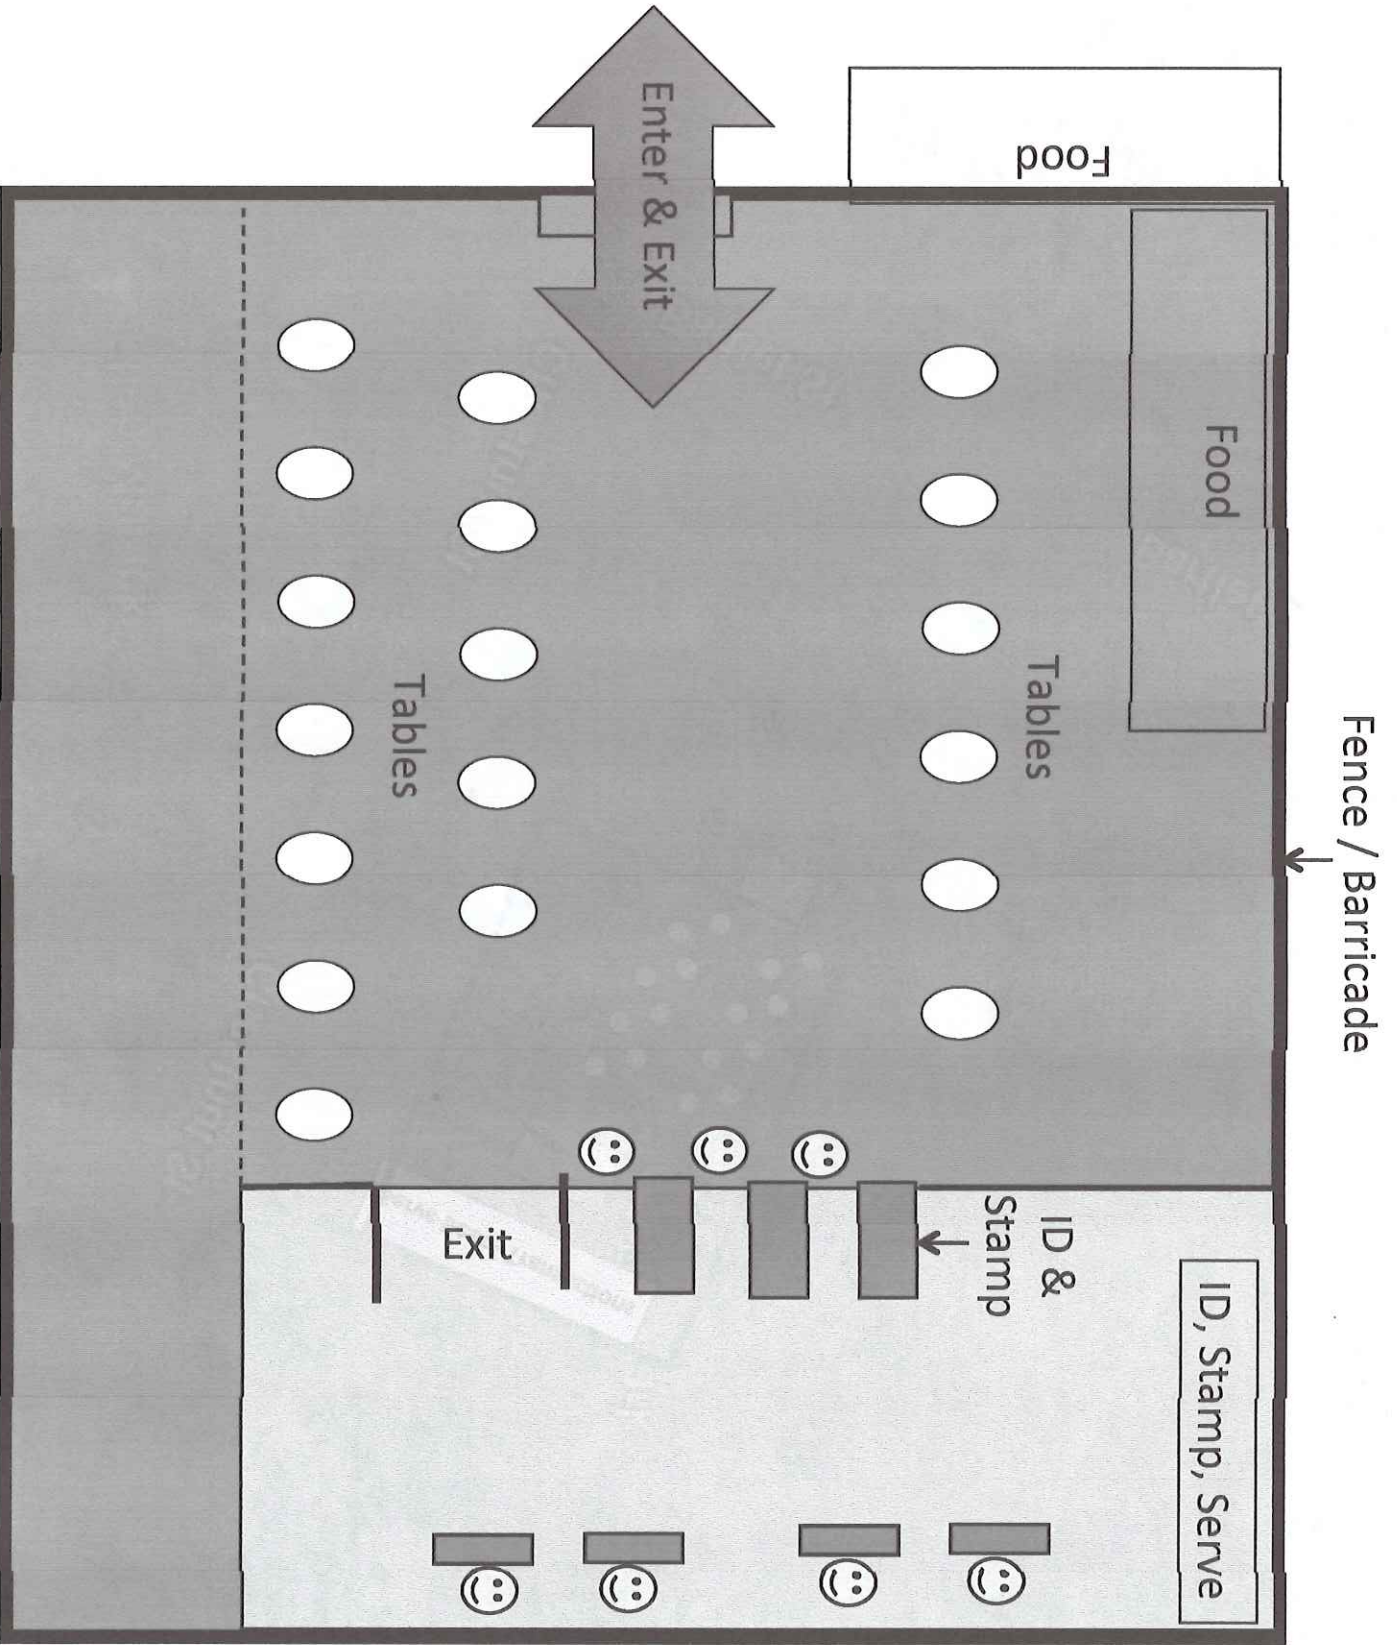 Fence / Barricade
Food
Food
Enter & Exit
Tables
Tables
ID &
Stamp
ID, Stamp, Serve
Exit